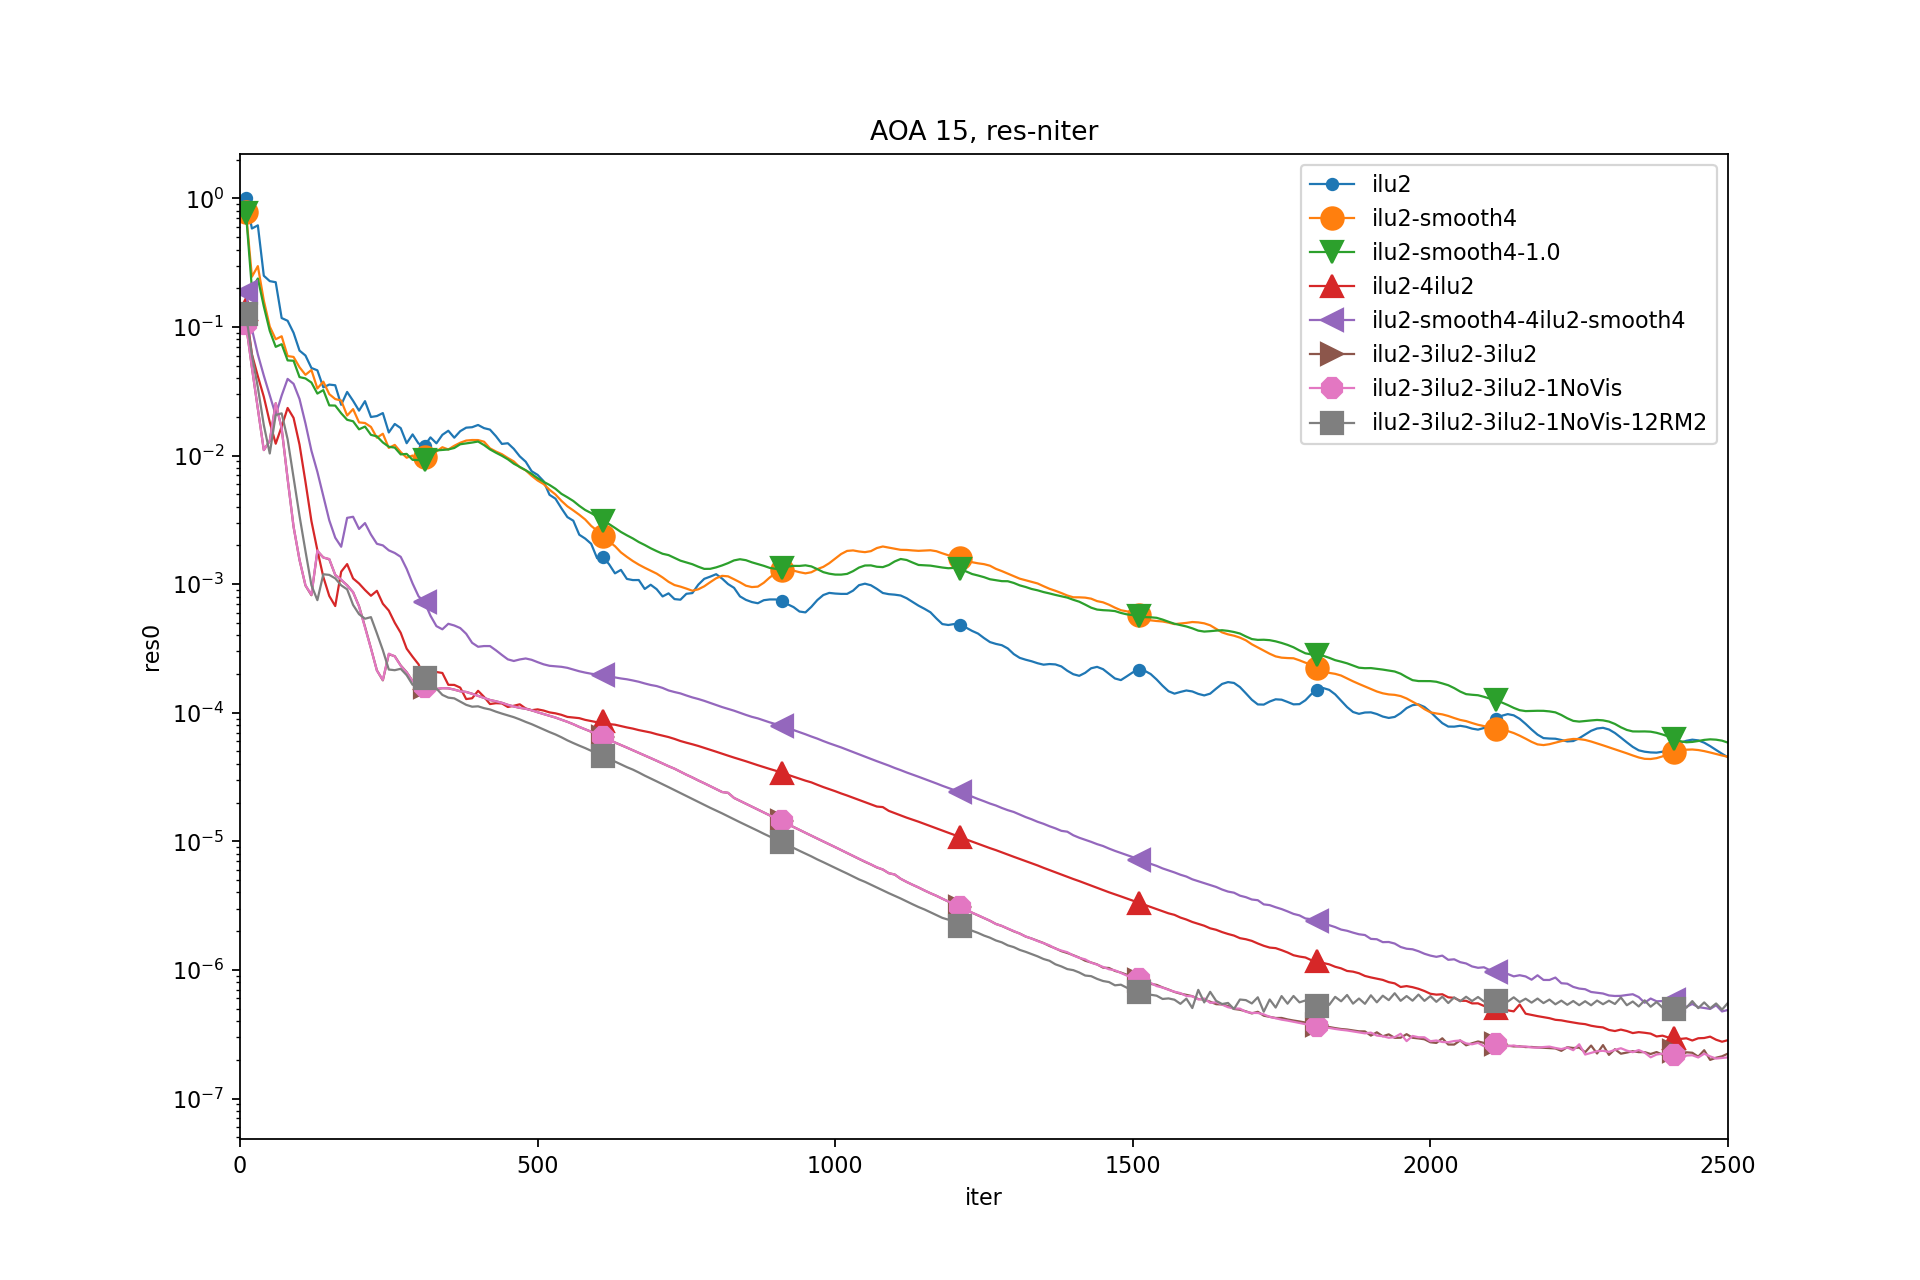 AOA 15, res-niter
10⁰
10⁻¹
10⁻²
10⁻³
10⁻⁴
10⁻⁵
10⁻⁶
10⁻⁷
res0
ilu2
ilu2-smooth4
ilu2-smooth4-1.0
ilu2-4ilu2
ilu2-smooth4-4ilu2-smooth4
ilu2-3ilu2-3ilu2
ilu2-3ilu2-3ilu2-1NoVis
ilu2-3ilu2-3ilu2-1NoVis-12RM2
0 500 1000 1500 2000 2500
iter